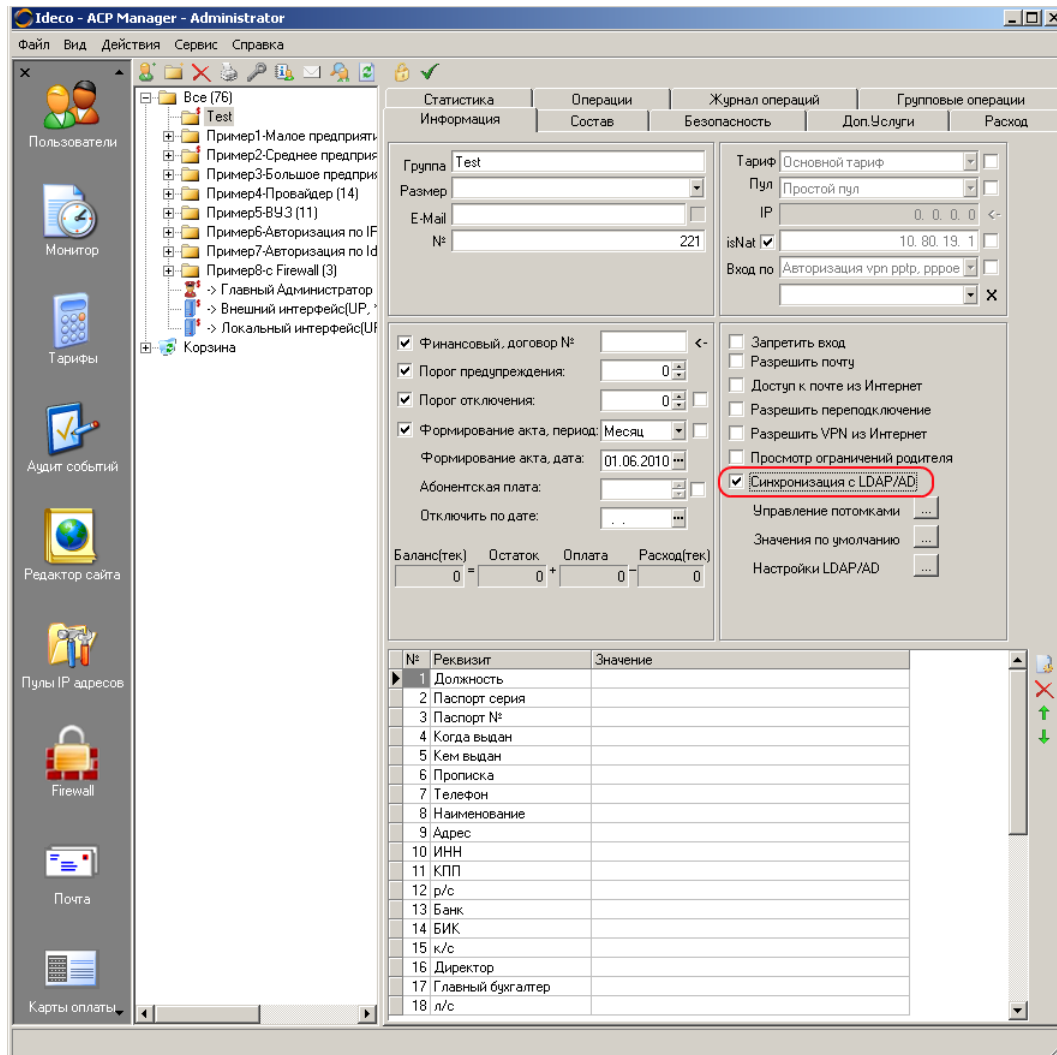 Ideco - ACP Manager - Administrator
Файл Вид Действия Сервис Справка
Пользователи
Монитор
Тарифы
Аудит событий
Редактор сайта
Пулы IP адресов
Firewall
Почта
Карты оплаты
Все (76)
Test
Пример1-Малое предприяти
Пример2-Среднее предприя
Пример3-Большое предприя
Пример4-Провайдер (14)
Пример5-ВУЗ (11)
Пример6-Авторизация по IF
Пример7-Авторизация по Id
Пример8-с Firewall (3)
-> Главный Администратор
-> Внешний интерфейс(UP, *
-> Локальный интерфейс(UF
Корзина
Статистика Операции Журнал операций Групповые операции
Информация Состав Безопасность Доп.Услуги Расход
Группа Test
Размер
E-Mail
№ 221
Тариф Основной тариф
Пул Простой пул
IP 0. 0. 0. 0 <-
isNat 10. 80. 19. 1
Вход по Авторизация vpn pptp, pppoe
Финансовый, договор № <-
Порог предупреждения: 0
Порог отключения: 0
Формирование акта, период: Месяц
Формирование акта, дата: 01.06.2010 ...
Абонентская плата:
Отключить по дате: . . ...
Баланс(тек) Остаток Оплата Расход(тек)
0 = 0 + 0 - 0
Запретить вход
Разрешить почту
Доступ к почте из Интернет
Разрешить переподключение
Разрешить VPN из Интернет
Просмотр ограничений родителя
Синхронизация с LDAP/AD
Управление потомками ...
Значения по умолчанию ...
Настройки LDAP/AD ...
№ Реквизит Значение
1 Должность
2 Паспорт серия
3 Паспорт №
4 Когда выдан
5 Кем выдан
6 Прописка
7 Телефон
8 Наименование
9 Адрес
10 ИНН
11 КПП
12 р/с
13 Банк
14 БИК
15 к/с
16 Директор
17 Главный бухгалтер
18 л/с